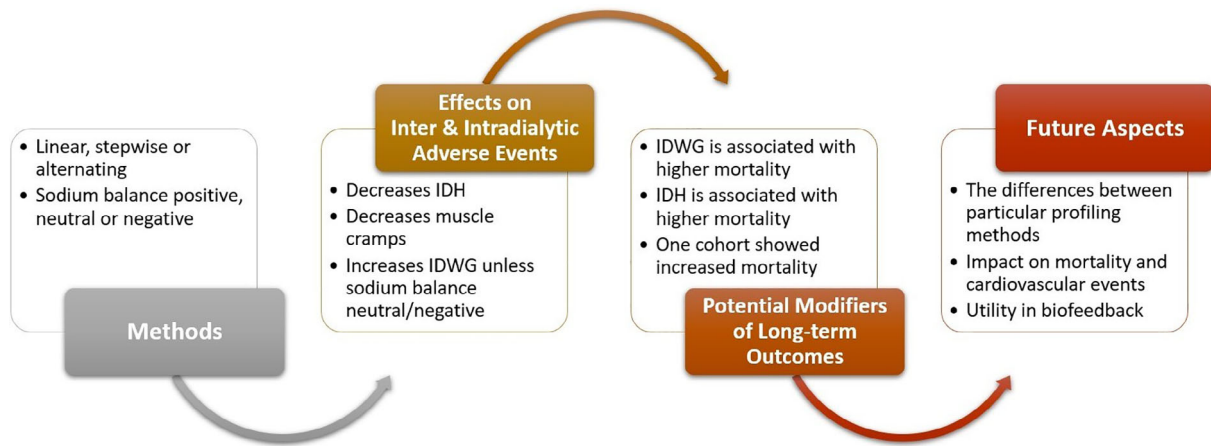 • Linear, stepwise or
alternating
• Sodium balance positive,
neutral or negative
Methods
Effects on
Inter & Intradialytic
Adverse Events
• Decreases IDH
• Decreases muscle
cramps
• Increases IDWG unless
sodium balance
neutral/negative
• IDWG is associated with
higher mortality
• IDH is associated with
higher mortality
• One cohort showed
increased mortality
Potential Modifiers
of Long-term
Outcomes
Future Aspects
• The differences between
particular profiling
methods
• Impact on mortality and
cardiovascular events
• Utility in biofeedback